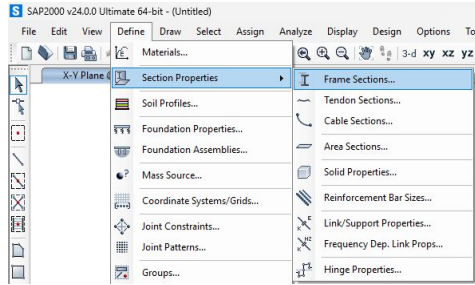 S SAP2000 v24.0.0 Ultimate 64-bit - (Untitled)
File Edit View Define Draw Select Assign Analyze Display Design Options To
3-d xy xz yz
X-Y Plane
Materials...
Section Properties
Soil Profiles...
Foundation Properties...
Foundation Assemblies...
Mass Source...
Coordinate Systems/Grids...
Joint Constraints...
Joint Patterns...
Groups...
Frame Sections...
Tendon Sections...
Cable Sections...
Area Sections...
Solid Properties...
Reinforcement Bar Sizes...
Link/Support Properties...
Frequency Dep. Link Props...
Hinge Properties...